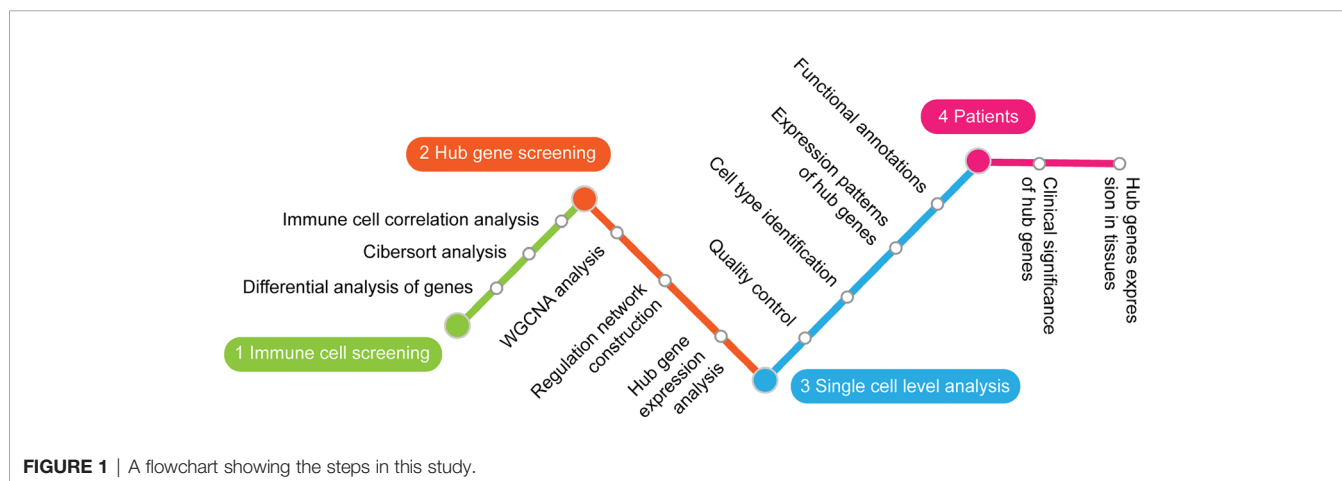 1 Immune cell screening
Differential analysis of genes
Cibersort analysis
Immune cell correlation analysis
2 Hub gene screening
WGCNA analysis
Regulation network
construction
Hub gene
expression
analysis
3 Single cell level analysis
Quality control
Cell type identification
Expression patterns
of hub genes
Functional annotations
4 Patients
Clinical significance
of hub genes
Hub genes expres
sion in tissues
FIGURE 1 | A flowchart showing the steps in this study.